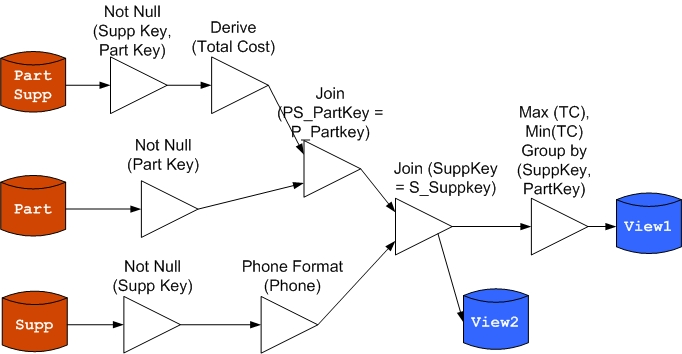 Not Null
(Supp Key,
Part Key)
Derive
(Total Cost)
Part
Supp
Join
(PS_PartKey =
P_Partkey)
Not Null
(Part Key)
Part
Max (TC),
Min(TC)
Group by
(SuppKey,
PartKey)
Join (SuppKey
= S_Suppkey)
View1
Not Null
(Supp Key)
Phone Format
(Phone)
Supp
View2